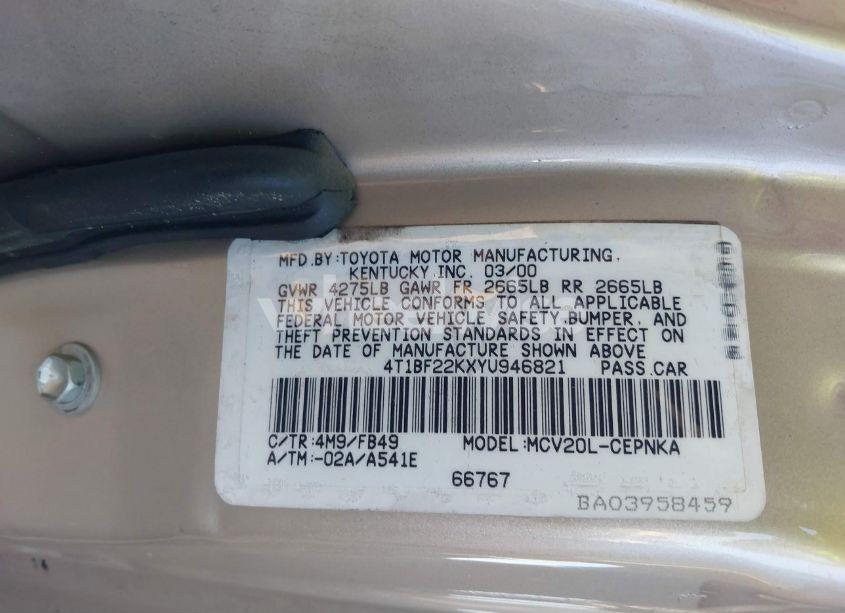 MFD.BY:TOYOTA MOTOR MANUFACTURING,
KENTUCKY,INC. 03/00
GVWR 4275LB GAWR FR 2665LB RR 2665LB
THIS VEHICLE CONFORMS TO ALL APPLICABLE
FEDERAL MOTOR VEHICLE SAFETY,BUMPER, AND
THEFT PREVENTION STANDARDS IN EFFECT ON
THE DATE OF MANUFACTURE SHOWN ABOVE
4T1BF22KXYU946821 PASS.CAR
C/TR:4M9/FB49 MODEL:MCV20L-CEPNKA
A/TM:-02A/A541E
66767
BA03958459